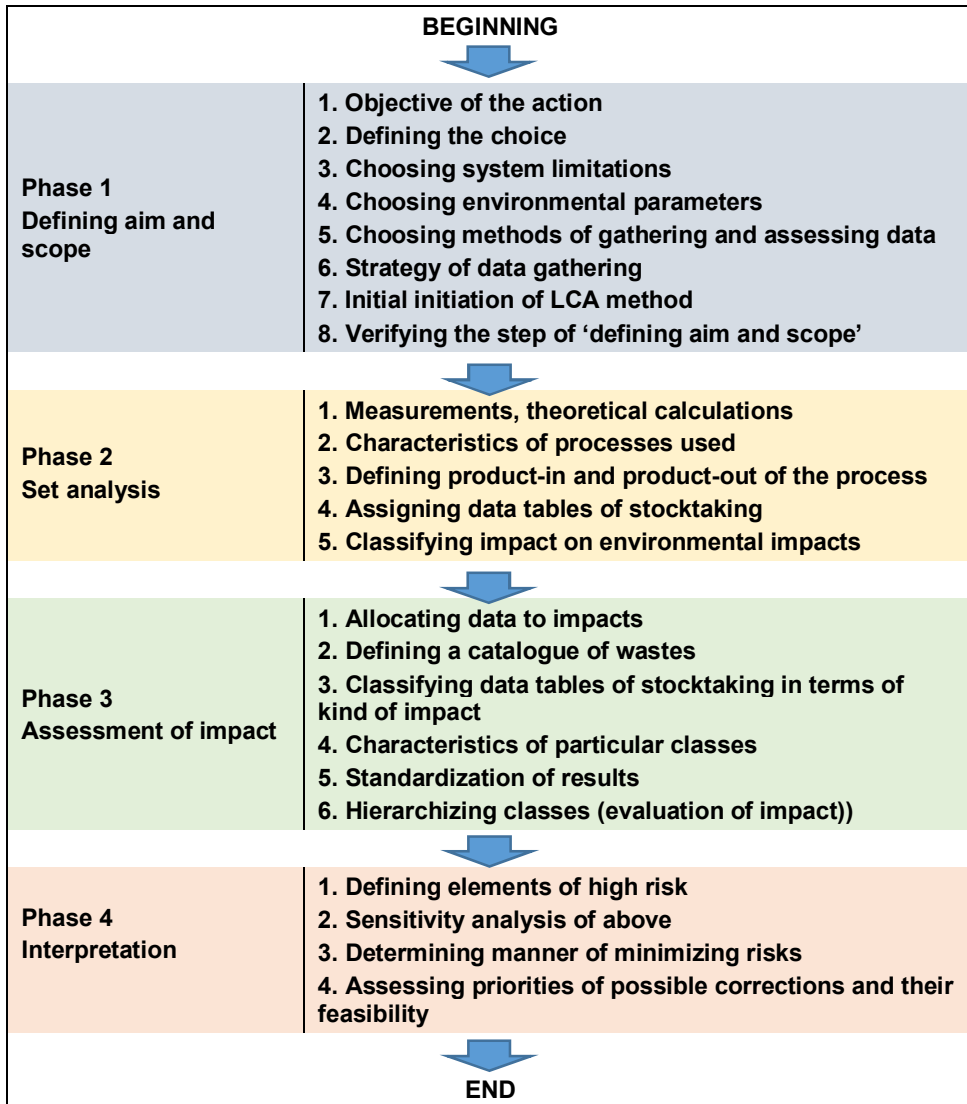 BEGINNING
Phase 1
Defining aim and
scope
1. Objective of the action
2. Defining the choice
3. Choosing system limitations
4. Choosing environmental parameters
5. Choosing methods of gathering and assessing data
6. Strategy of data gathering
7. Initial initiation of LCA method
8. Verifying the step of ‘defining aim and scope’
Phase 2
Set analysis
1. Measurements, theoretical calculations
2. Characteristics of processes used
3. Defining product-in and product-out of the process
4. Assigning data tables of stocktaking
5. Classifying impact on environmental impacts
Phase 3
Assessment of impact
1. Allocating data to impacts
2. Defining a catalogue of wastes
3. Classifying data tables of stocktaking in terms of
kind of impact
4. Characteristics of particular classes
5. Standardization of results
6. Hierarchizing classes (evaluation of impact))
Phase 4
Interpretation
1. Defining elements of high risk
2. Sensitivity analysis of above
3. Determining manner of minimizing risks
4. Assessing priorities of possible corrections and their
feasibility
END